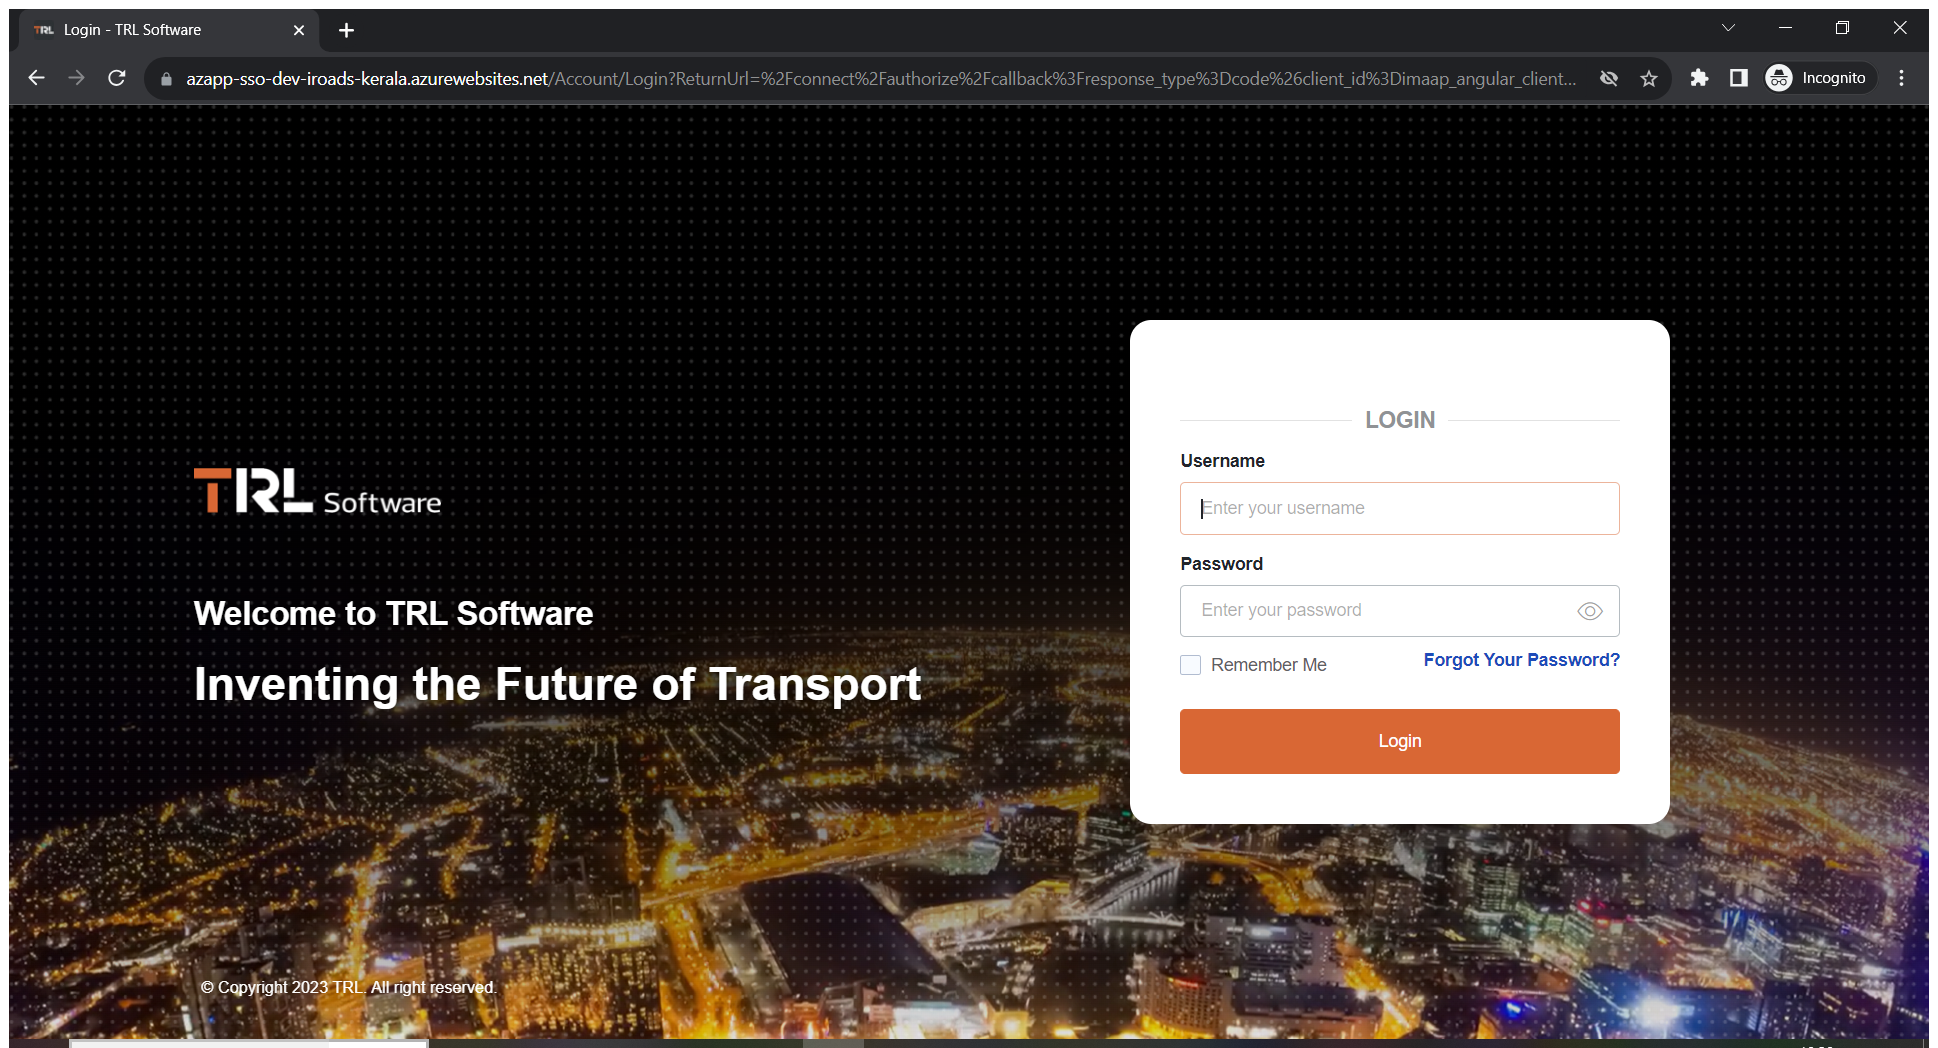 TRL Login - TRL Software
azapp-sso-dev-iroads-kerala.azurewebsites.net/Account/Login?ReturnUrl=%2Fconnect%2Fauthorize%2Fcallback%3Fresponse_type%3Dcode%26client_id%3Dimaap_angular_client...
Incognito
LOGIN
Username
Enter your username
Password
Enter your password
Remember Me
Forgot Your Password?
Login
TRL Software
Welcome to TRL Software
Inventing the Future of Transport
© Copyright 2023 TRL. All right reserved.